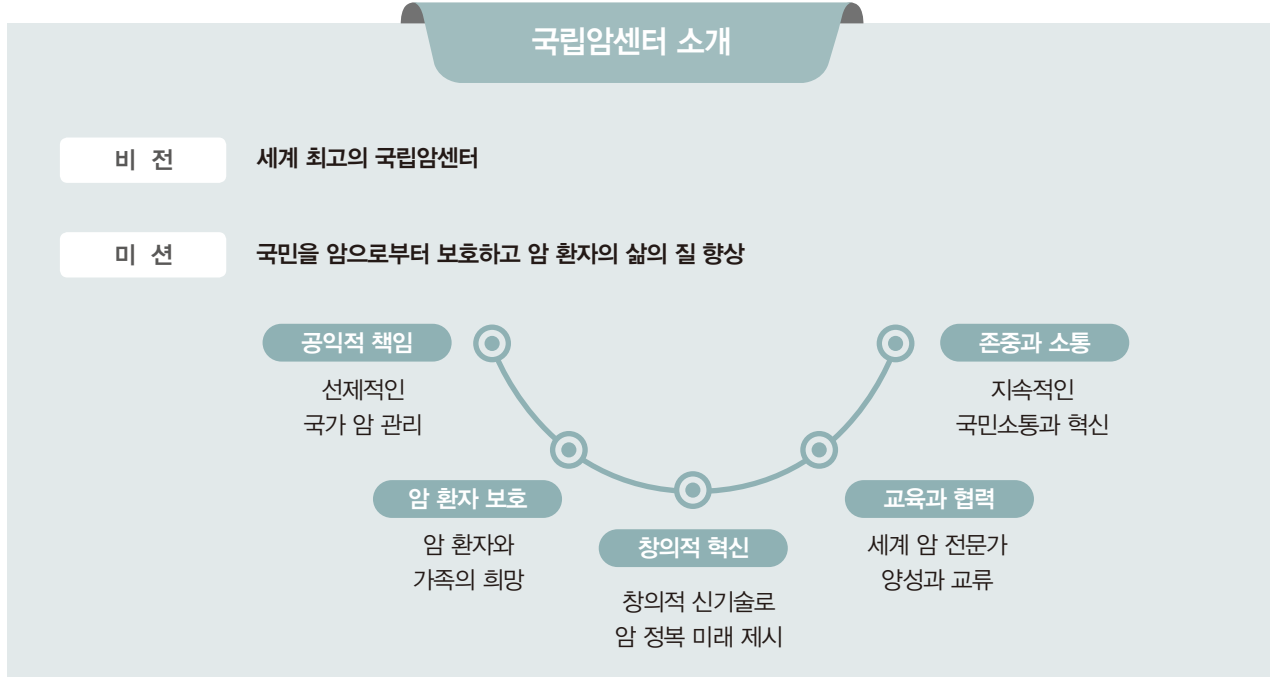 국립암센터 소개
비 전
세계 최고의 국립암센터
미 션
국민을 암으로부터 보호하고 암 환자의 삶의 질 향상
공익적 책임
선제적인
국가 암 관리
암 환자 보호
암 환자와
가족의 희망
창의적 혁신
창의적 신기술로
암 정복 미래 제시
교육과 협력
세계 암 전문가
양성과 교류
존중과 소통
지속적인
국민소통과 혁신